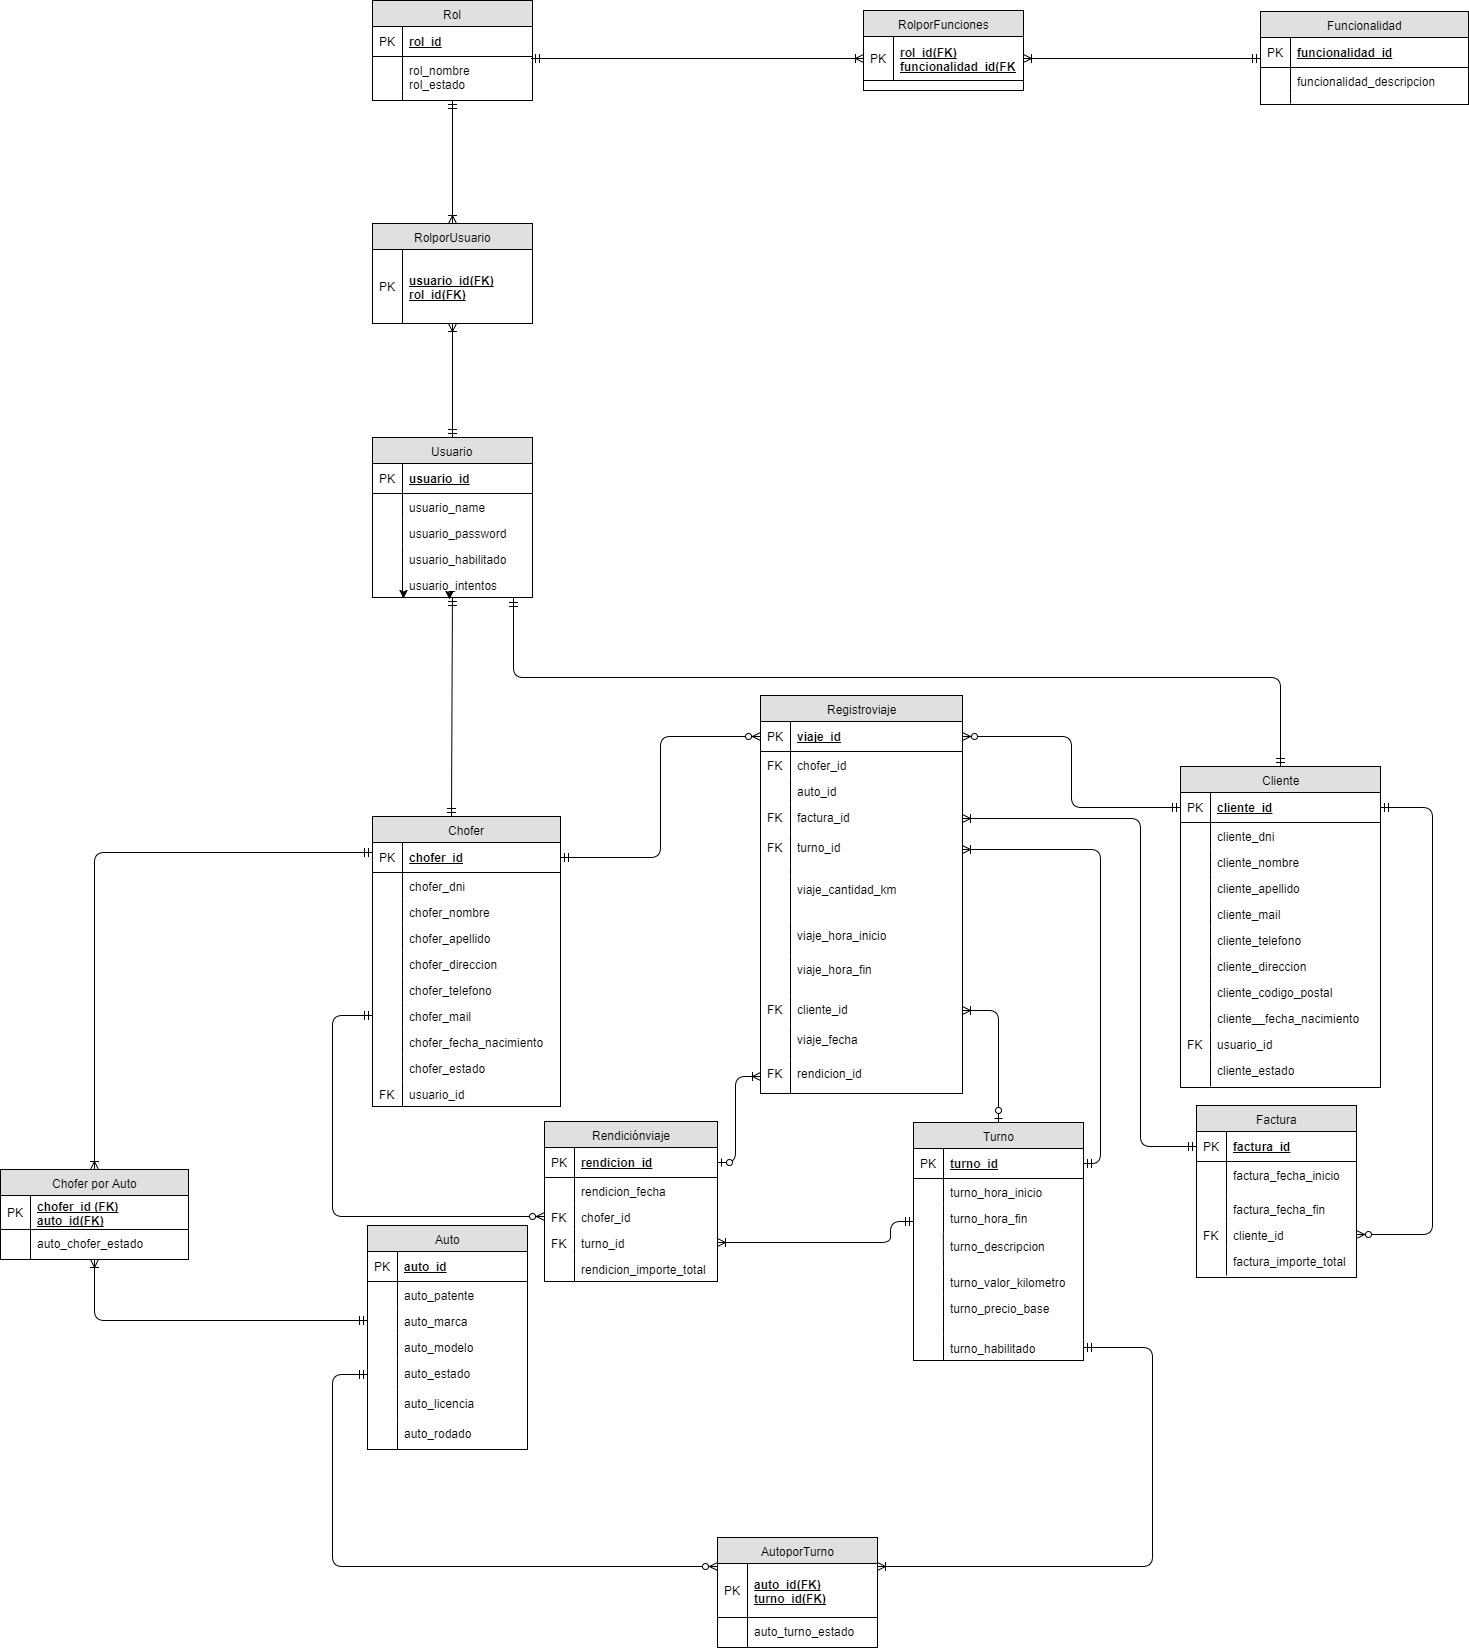 Rol
PK rol_id
rol_nombre
rol_estado
RolporFunciones
PK rol_id(FK)
funcionalidad_id(FK
Funcionalidad
PK funcionalidad_id
funcionalidad_descripcion
RolporUsuario
PK usuario_id(FK)
rol_id(FK)
Usuario
PK usuario_id
usuario_name
usuario_password
usuario_habilitado
usuario_intentos
Registroviaje
PK viaje_id
FK chofer_id
auto_id
FK factura_id
FK turno_id
viaje_cantidad_km
viaje_hora_inicio
viaje_hora_fin
FK cliente_id
viaje_fecha
FK rendicion_id
Cliente
PK cliente_id
cliente_dni
cliente_nombre
cliente_apellido
cliente_mail
cliente_telefono
cliente_direccion
cliente_codigo_postal
cliente__fecha_nacimiento
FK usuario_id
cliente_estado
Chofer
PK chofer_id
chofer_dni
chofer_nombre
chofer_apellido
chofer_direccion
chofer_telefono
chofer_mail
chofer_fecha_nacimiento
chofer_estado
FK usuario_id
Factura
PK factura_id
factura_fecha_inicio
factura_fecha_fin
FK cliente_id
factura_importe_total
Rendiciónviaje
PK rendicion_id
rendicion_fecha
FK chofer_id
FK turno_id
rendicion_importe_total
Turno
PK turno_id
turno_hora_inicio
turno_hora_fin
turno_descripcion
turno_valor_kilometro
turno_precio_base
turno_habilitado
Chofer por Auto
PK chofer_id (FK)
auto_id(FK)
auto_chofer_estado
Auto
PK auto_id
auto_patente
auto_marca
auto_modelo
auto_estado
auto_licencia
auto_rodado
AutoporTurno
PK auto_id(FK)
turno_id(FK)
auto_turno_estado